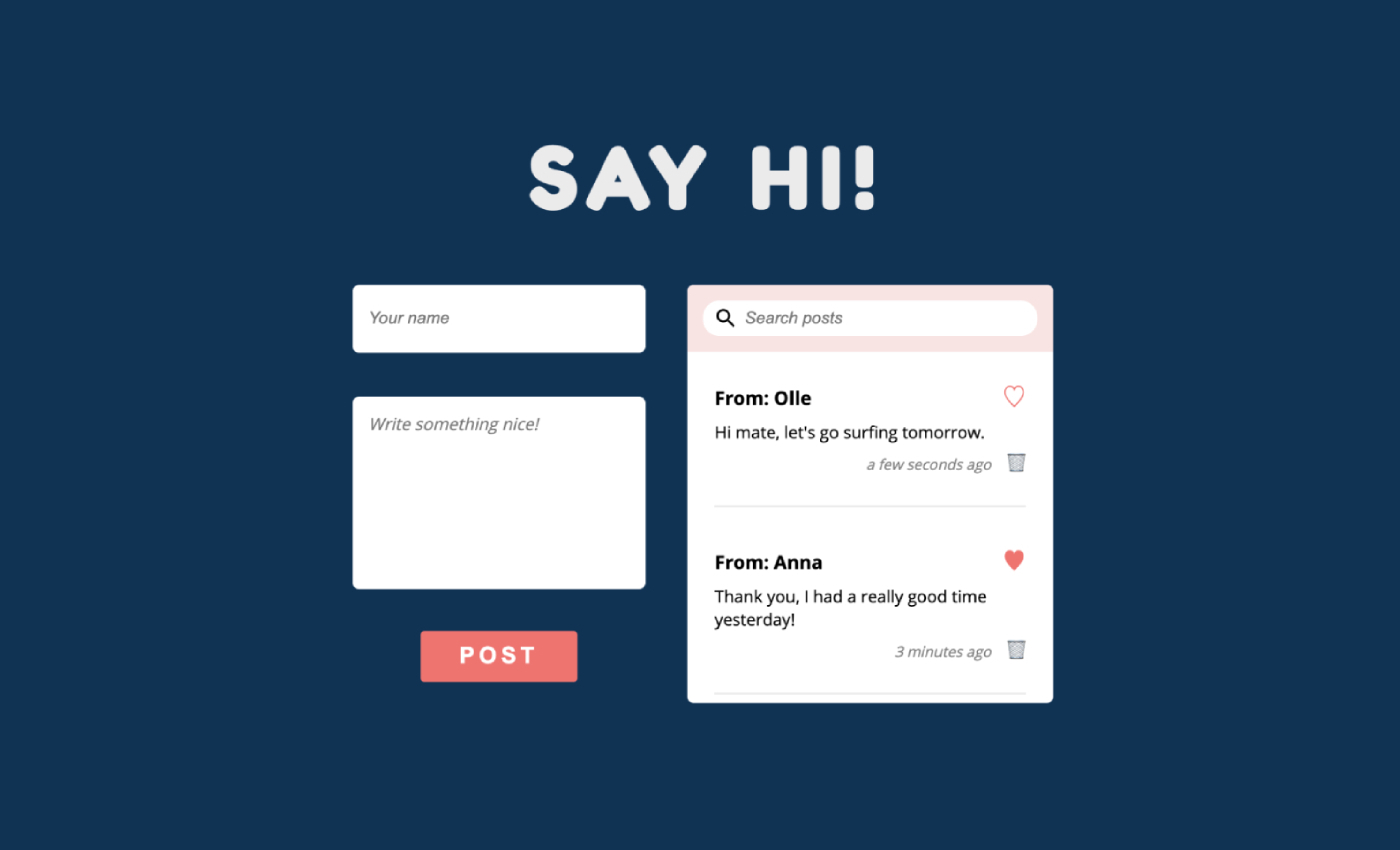 SAY HI!
Your name
Write something nice!
POST
Search posts
From: Olle
Hi mate, let's go surfing tomorrow.
a few seconds ago
From: Anna
Thank you, I had a really good time
yesterday!
3 minutes ago